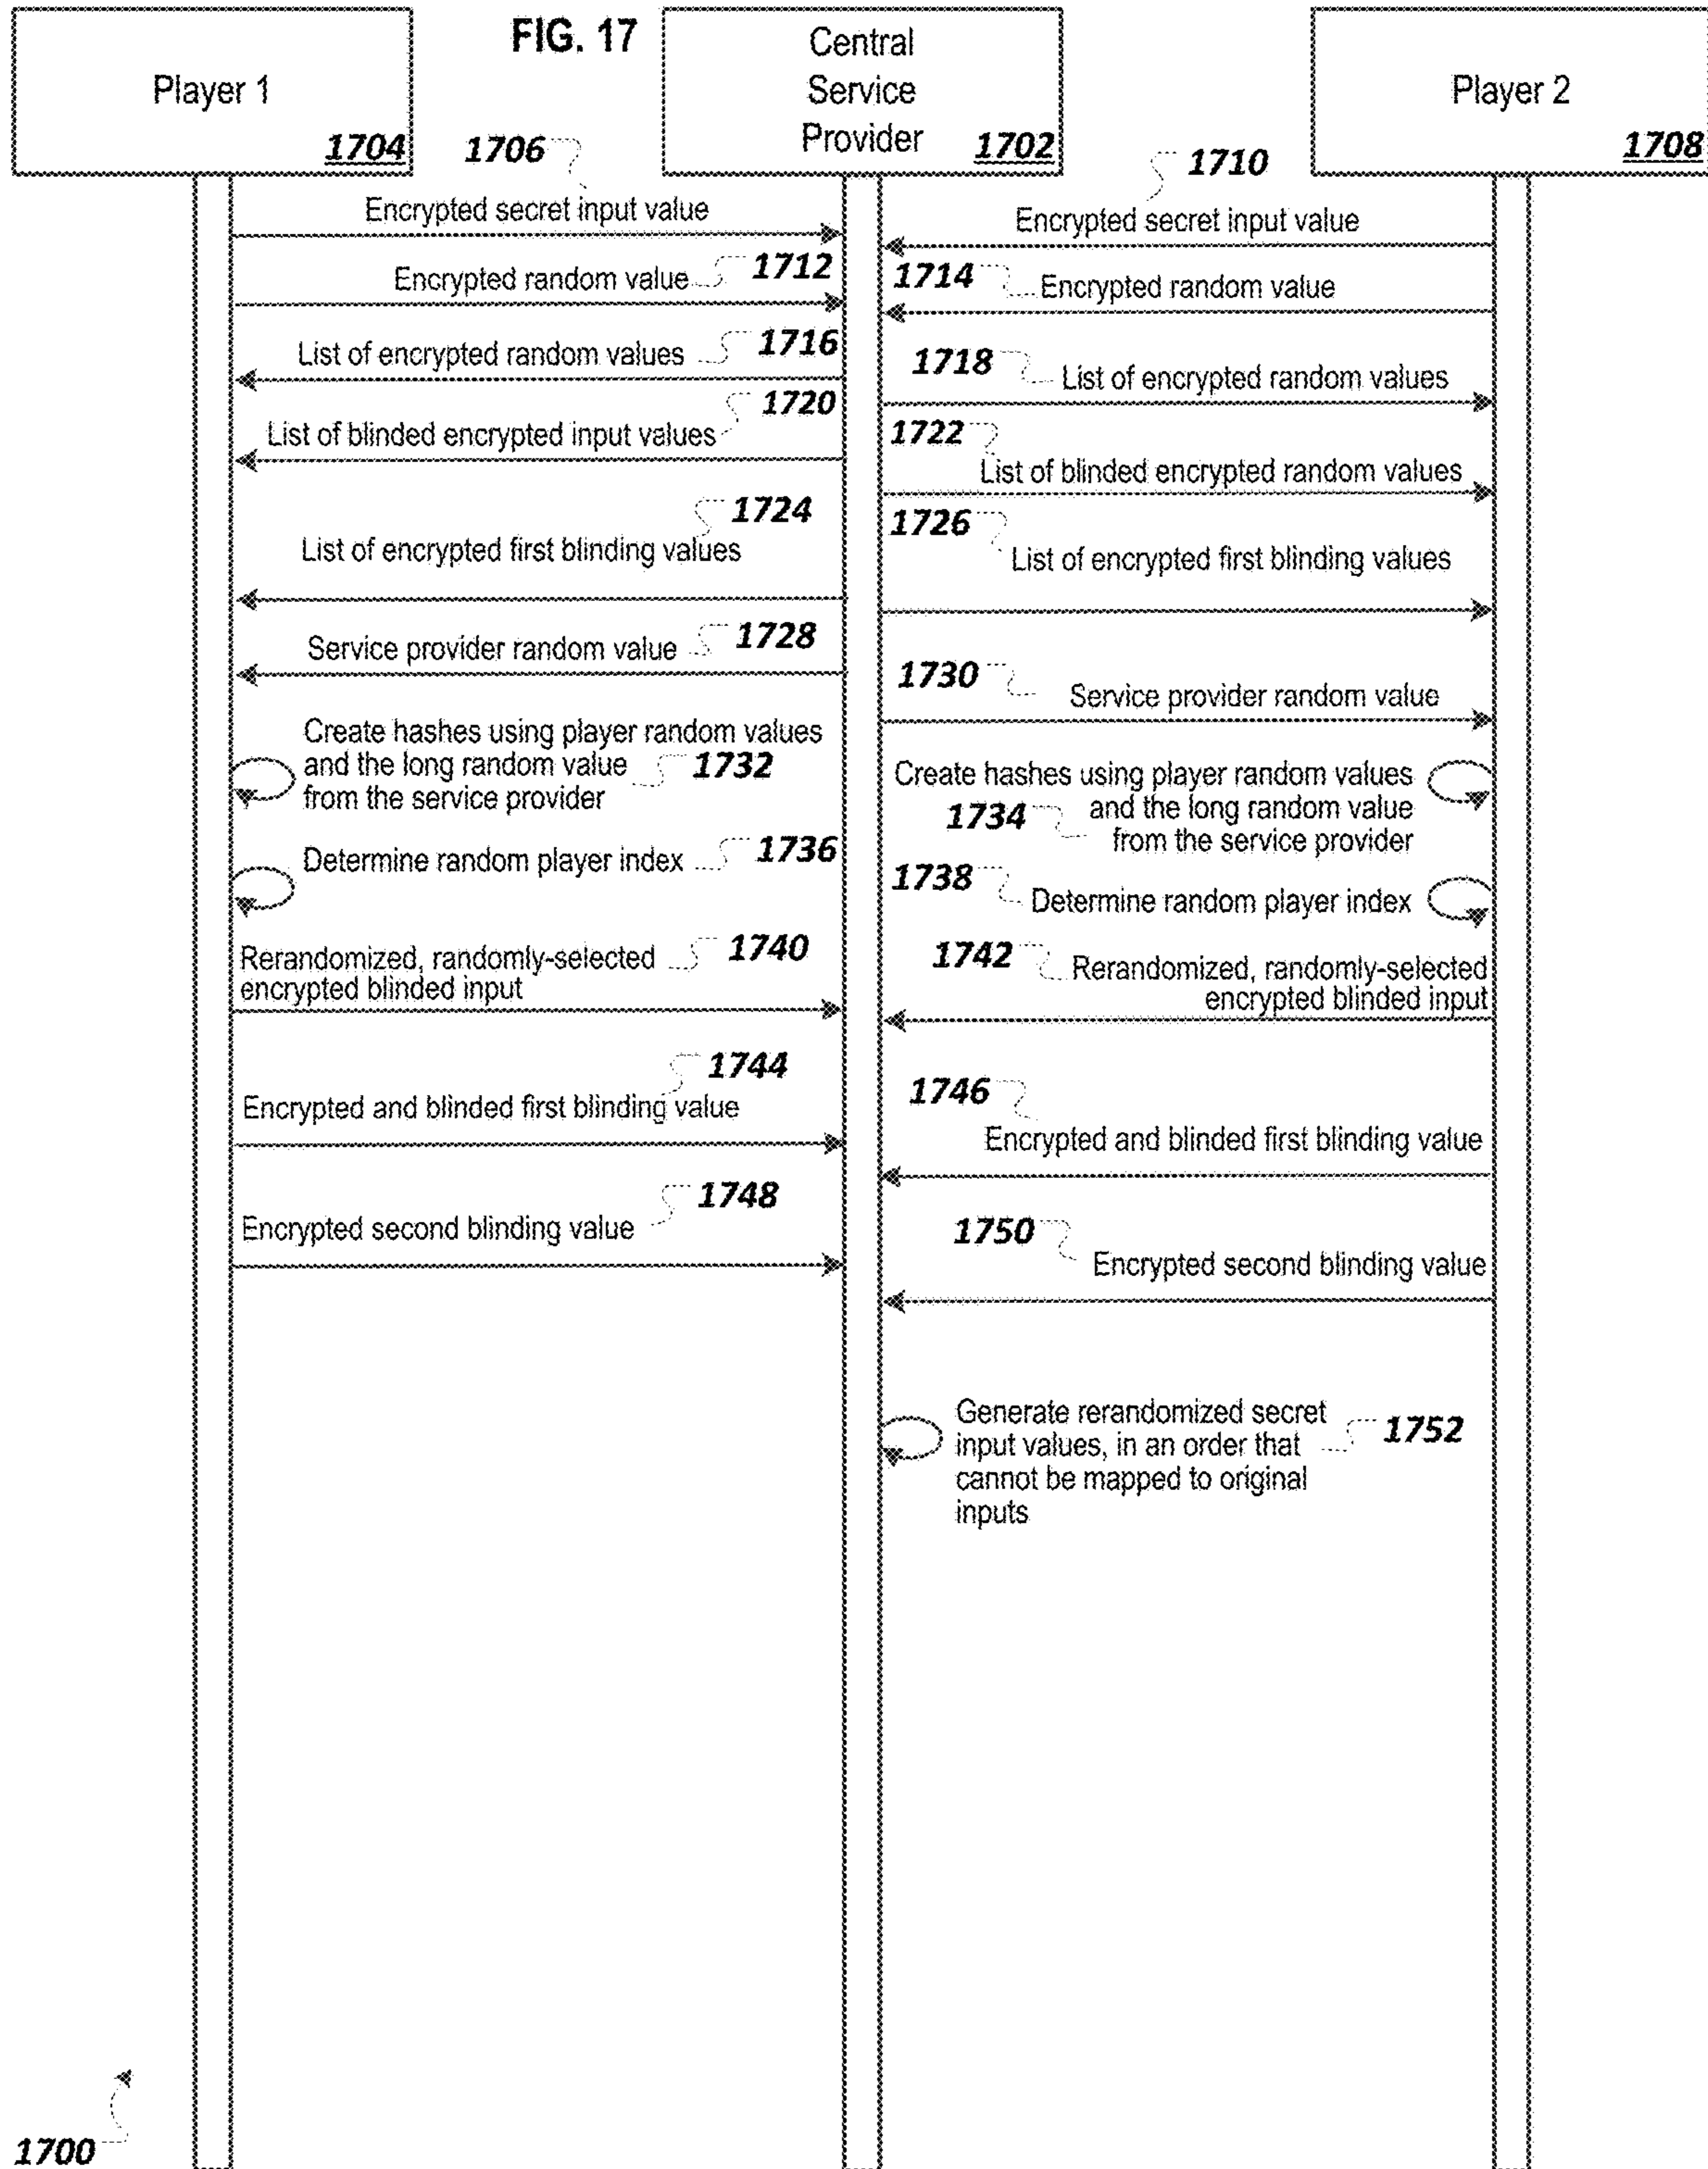 FIG. 17
Player 1
1704
Central
Service
Provider
1702
Player 2
1708
1706
Encrypted secret input value
1710
Encrypted secret input value
Encrypted random value
1712
1714
Encrypted random value
List of encrypted random values
1716
1718
List of encrypted random values
1720
List of blinded encrypted input values
1722
List of blinded encrypted random values
1724
List of encrypted first blinding values
1726
List of encrypted first blinding values
Service provider random value
1728
1730
Service provider random value
Create hashes using player random values
and the long random value
1732
from the service provider
Create hashes using player random values
1734
and the long random value
from the service provider
Determine random player index
1736
1738
Determine random player index
Rerandomized, randomly-selected
1740
encrypted blinded input
1742
Rerandomized, randomly-selected
encrypted blinded input
1744
Encrypted and blinded first blinding value
1746
Encrypted and blinded first blinding value
1748
Encrypted second blinding value
1750
Encrypted second blinding value
Generate rerandomized secret
input values, in an order that
1752
cannot be mapped to original
inputs
1700